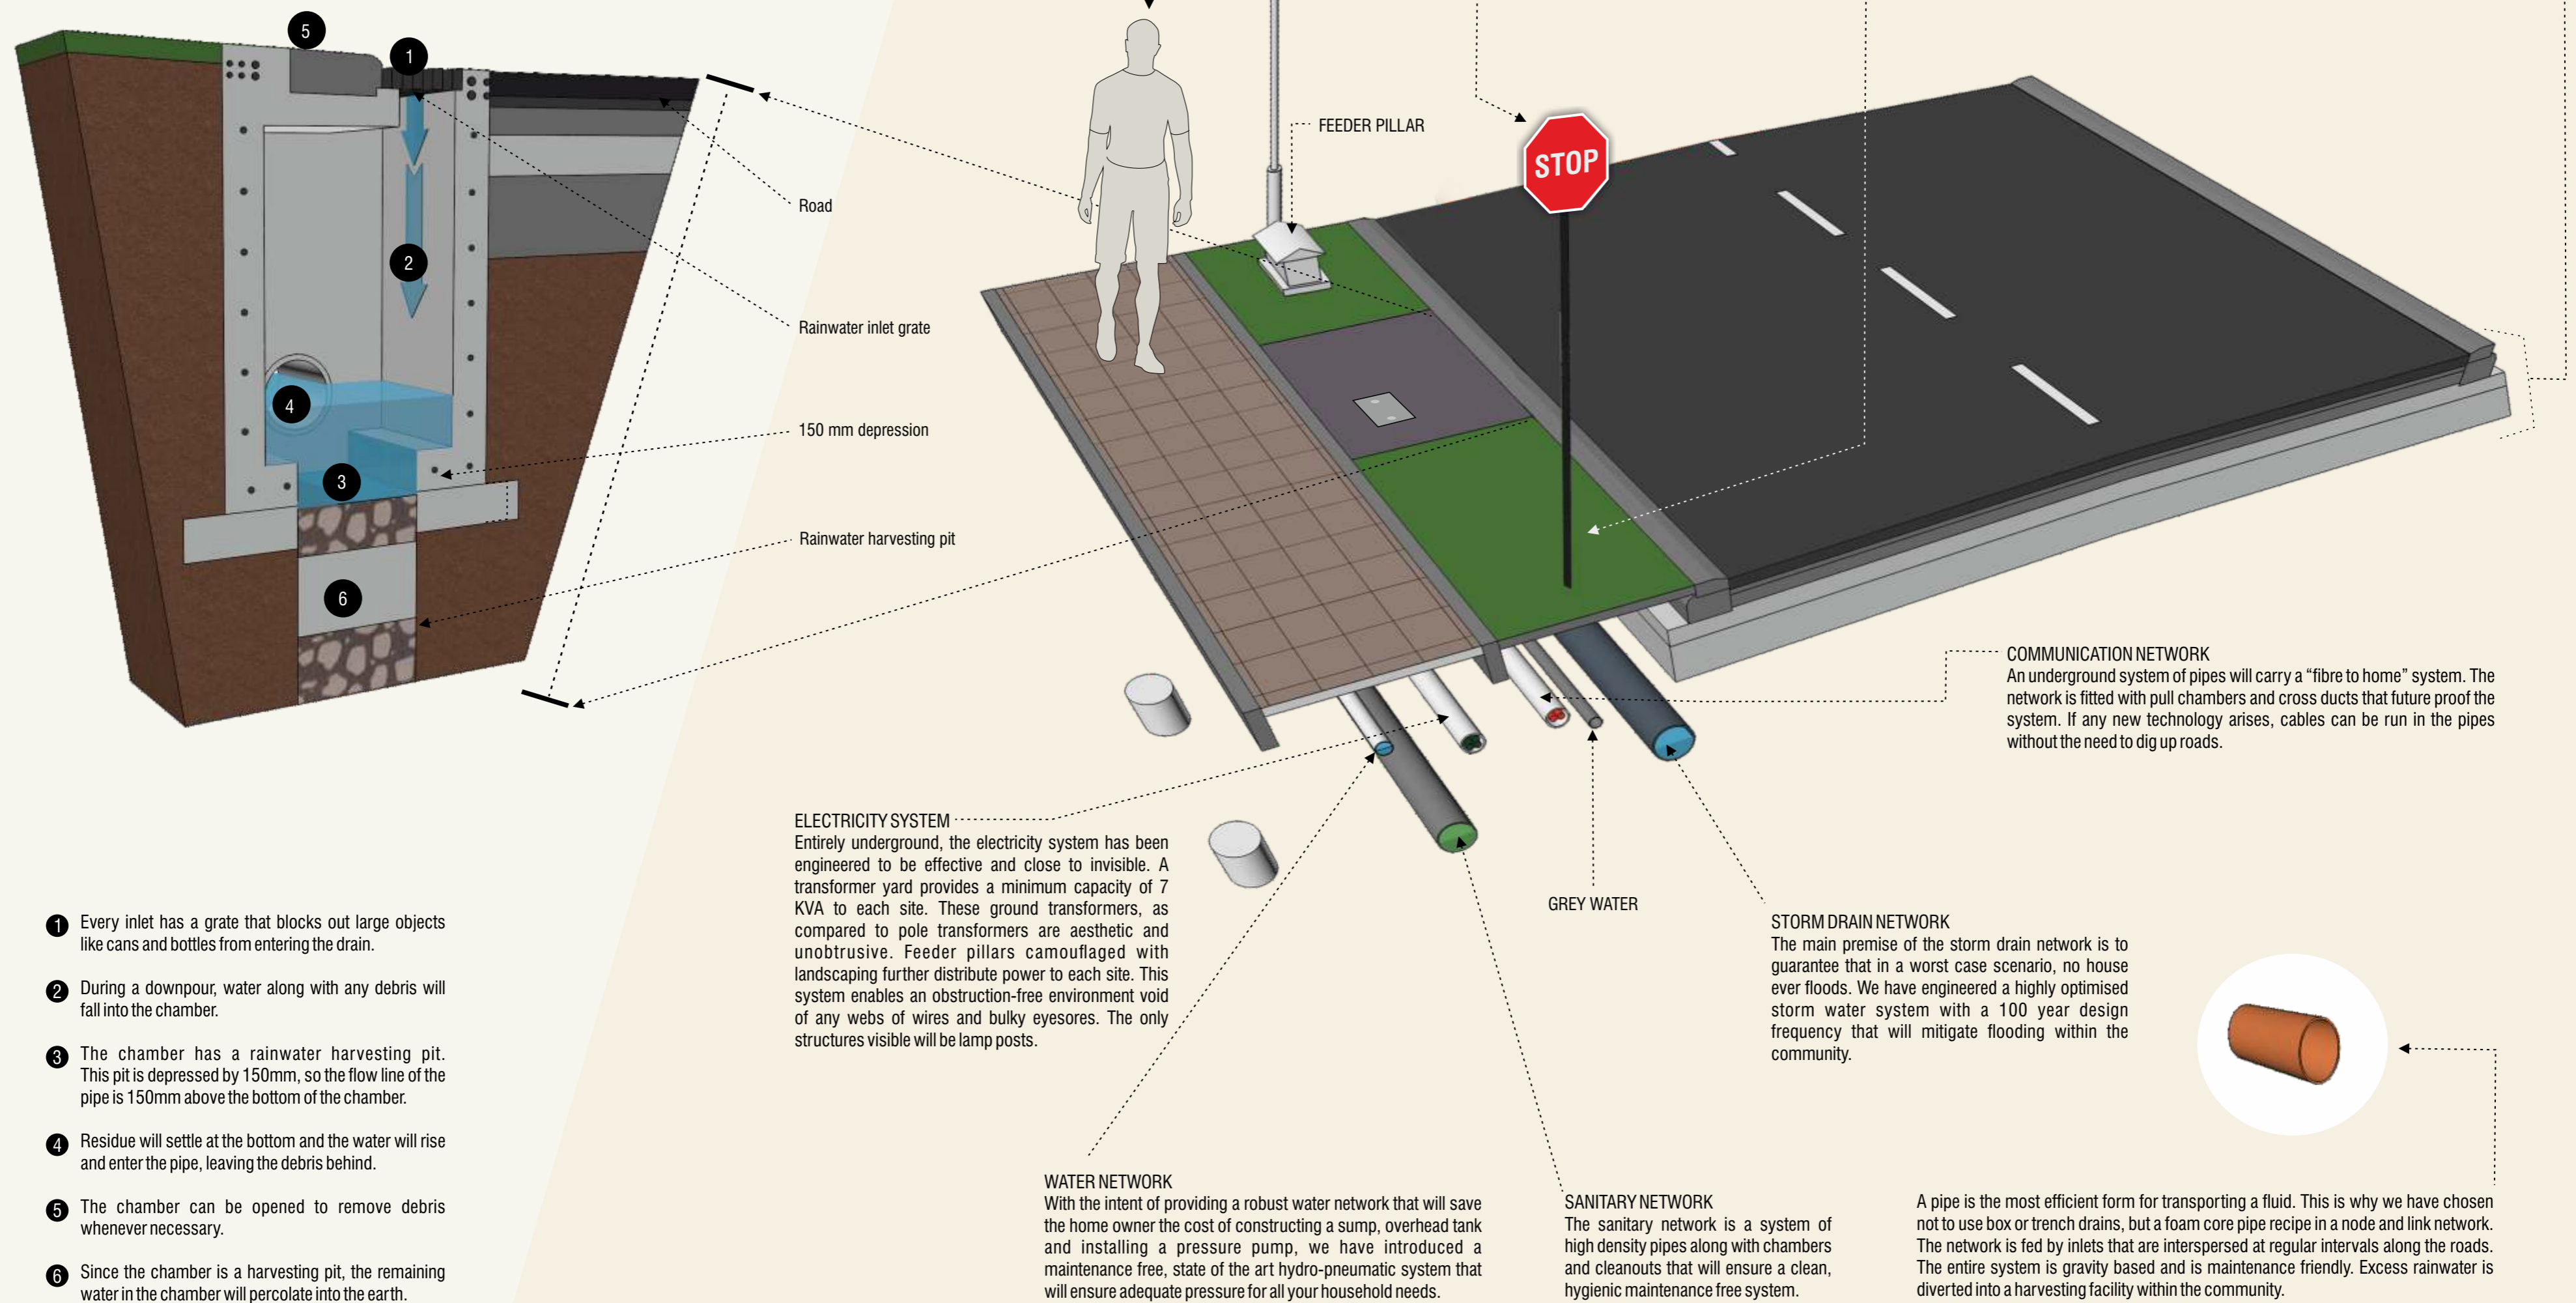 5
1
2
4
3
6
Road
Rainwater inlet grate
150 mm depression
Rainwater harvesting pit
FEEDER PILLAR
STOP
COMMUNICATION NETWORK
An underground system of pipes will carry a “fibre to home” system. The
network is fitted with pull chambers and cross ducts that future proof the
system. If any new technology arises, cables can be run in the pipes
without the need to dig up roads.
ELECTRICITY SYSTEM
Entirely underground, the electricity system has been
engineered to be effective and close to invisible. A
transformer yard provides a minimum capacity of 7
KVA to each site. These ground transformers, as
compared to pole transformers are aesthetic and
unobtrusive. Feeder pillars camouflaged with
landscaping further distribute power to each site. This
system enables an obstruction-free environment void
of any webs of wires and bulky eyesores. The only
structures visible will be lamp posts.
GREY WATER
STORM DRAIN NETWORK
The main premise of the storm drain network is to
guarantee that in a worst case scenario, no house
ever floods. We have engineered a highly optimised
storm water system with a 100 year design
frequency that will mitigate flooding within the
community.
1 Every inlet has a grate that blocks out large objects
like cans and bottles from entering the drain.
2 During a downpour, water along with any debris will
fall into the chamber.
3 The chamber has a rainwater harvesting pit.
This pit is depressed by 150mm, so the flow line of the
pipe is 150mm above the bottom of the chamber.
4 Residue will settle at the bottom and the water will rise
and enter the pipe, leaving the debris behind.
5 The chamber can be opened to remove debris
whenever necessary.
6 Since the chamber is a harvesting pit, the remaining
water in the chamber will percolate into the earth.
WATER NETWORK
With the intent of providing a robust water network that will save
the home owner the cost of constructing a sump, overhead tank
and installing a pressure pump, we have introduced a
maintenance free, state of the art hydro-pneumatic system that
will ensure adequate pressure for all your household needs.
SANITARY NETWORK
The sanitary network is a system of
high density pipes along with chambers
and cleanouts that will ensure a clean,
hygienic maintenance free system.
A pipe is the most efficient form for transporting a fluid. This is why we have chosen
not to use box or trench drains, but a foam core pipe recipe in a node and link network.
The network is fed by inlets that are interspersed at regular intervals along the roads.
The entire system is gravity based and is maintenance friendly. Excess rainwater is
diverted into a harvesting facility within the community.